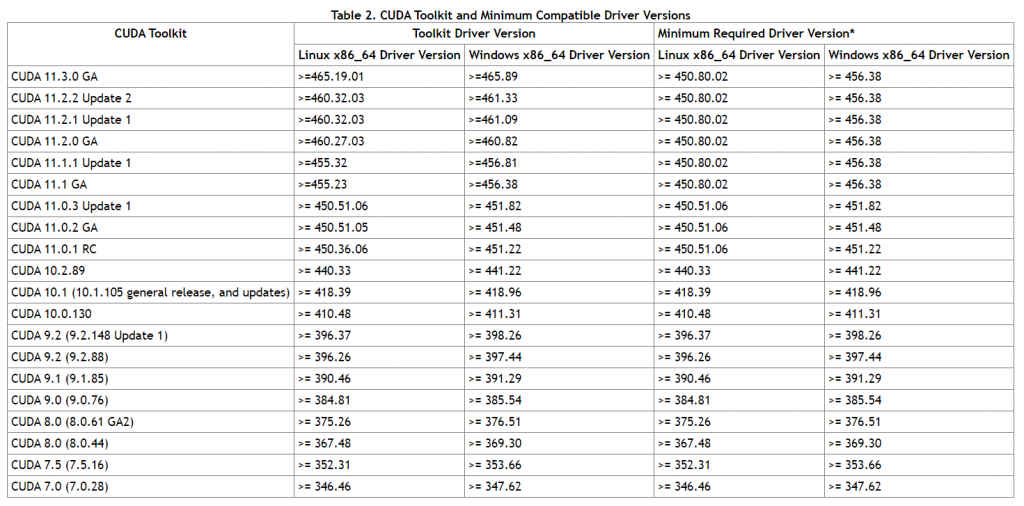 Table 2. CUDA Toolkit and Minimum Compatible Driver Versions
CUDA Toolkit Toolkit Driver Version Minimum Required Driver Version*
Linux x86_64 Driver Version Windows x86_64 Driver Version Linux x86_64 Driver Version Windows x86_64 Driver Version
CUDA 11.3.0 GA >=465.19.01 >=465.89 >= 450.80.02 >= 456.38
CUDA 11.2.2 Update 2 >=460.32.03 >=461.33 >= 450.80.02 >= 456.38
CUDA 11.2.1 Update 1 >=460.32.03 >=461.09 >= 450.80.02 >= 456.38
CUDA 11.2.0 GA >=460.27.03 >=460.82 >= 450.80.02 >= 456.38
CUDA 11.1.1 Update 1 >=455.32 >=456.81 >= 450.80.02 >= 456.38
CUDA 11.1 GA >=455.23 >=456.38 >= 450.80.02 >= 456.38
CUDA 11.0.3 Update 1 >= 450.51.06 >= 451.82 >= 450.51.06 >= 451.82
CUDA 11.0.2 GA >= 450.51.05 >= 451.48 >= 450.51.06 >= 451.48
CUDA 11.0.1 RC >= 450.36.06 >= 451.22 >= 450.51.06 >= 451.22
CUDA 10.2.89 >= 440.33 >= 441.22 >= 440.33 >= 441.22
CUDA 10.1 (10.1.105 general release, and updates) >= 418.39 >= 418.96 >= 418.39 >= 418.96
CUDA 10.0.130 >= 410.48 >= 411.31 >= 410.48 >= 411.31
CUDA 9.2 (9.2.148 Update 1) >= 396.37 >= 398.26 >= 396.37 >= 398.26
CUDA 9.2 (9.2.88) >= 396.26 >= 397.44 >= 396.26 >= 397.44
CUDA 9.1 (9.1.85) >= 390.46 >= 391.29 >= 390.46 >= 391.29
CUDA 9.0 (9.0.76) >= 384.81 >= 385.54 >= 384.81 >= 385.54
CUDA 8.0 (8.0.61 GA2) >= 375.26 >= 376.51 >= 375.26 >= 376.51
CUDA 8.0 (8.0.44) >= 367.48 >= 369.30 >= 367.48 >= 369.30
CUDA 7.5 (7.5.16) >= 352.31 >= 353.66 >= 352.31 >= 353.66
CUDA 7.0 (7.0.28) >= 346.46 >= 347.62 >= 346.46 >= 347.62